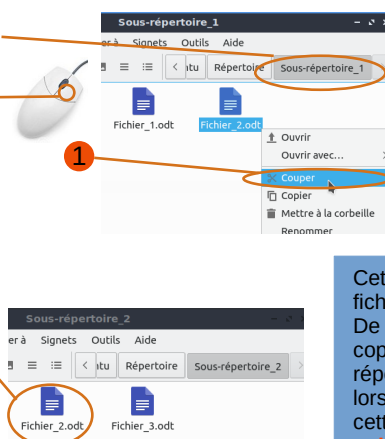 Sous-répertoire_1
er à Signets Outils Aide
Répertoire Sous-répertoire_1
Fichier_1.odt Fichier_2.odt
Ouvrir
Ouvrir avec...
1
Couper
Copier
Mettre à la corbeille
Renommer
Sous-répertoire_2
er à Signets Outils Aide
Répertoire Sous-répertoire_2
Fichier_2.odt Fichier_3.odt
Cet
fich
De
cop
répe
lors
cett